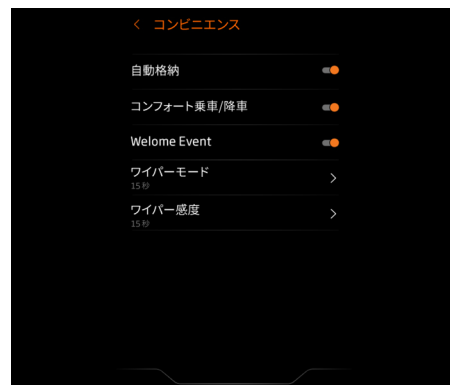 コンビニエンス
自動格納
コンフォート乗車/降車
Welome Event
ワイパーモード
15秒
ワイパー感度
15秒